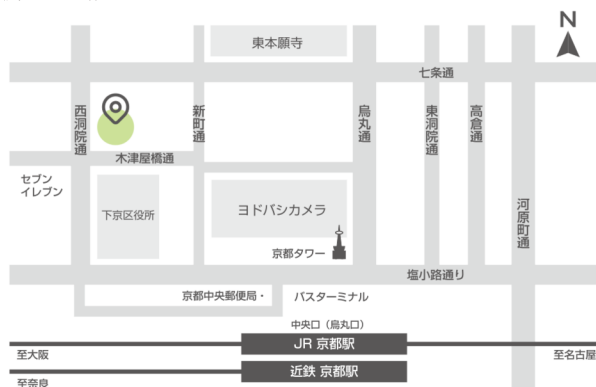 N
東本願寺
七条通
西洞院通
新町通
烏丸通
東洞院通
高倉通
木津屋橋通
セブン
イレブン
下京区役所
ヨドバシカメラ
河原町通
京都タワー
塩小路通り
京都中央郵便局・
バスターミナル
中央口（烏丸口）
JR 京都駅
至大阪
至名古屋
近鉄 京都駅
至奈良